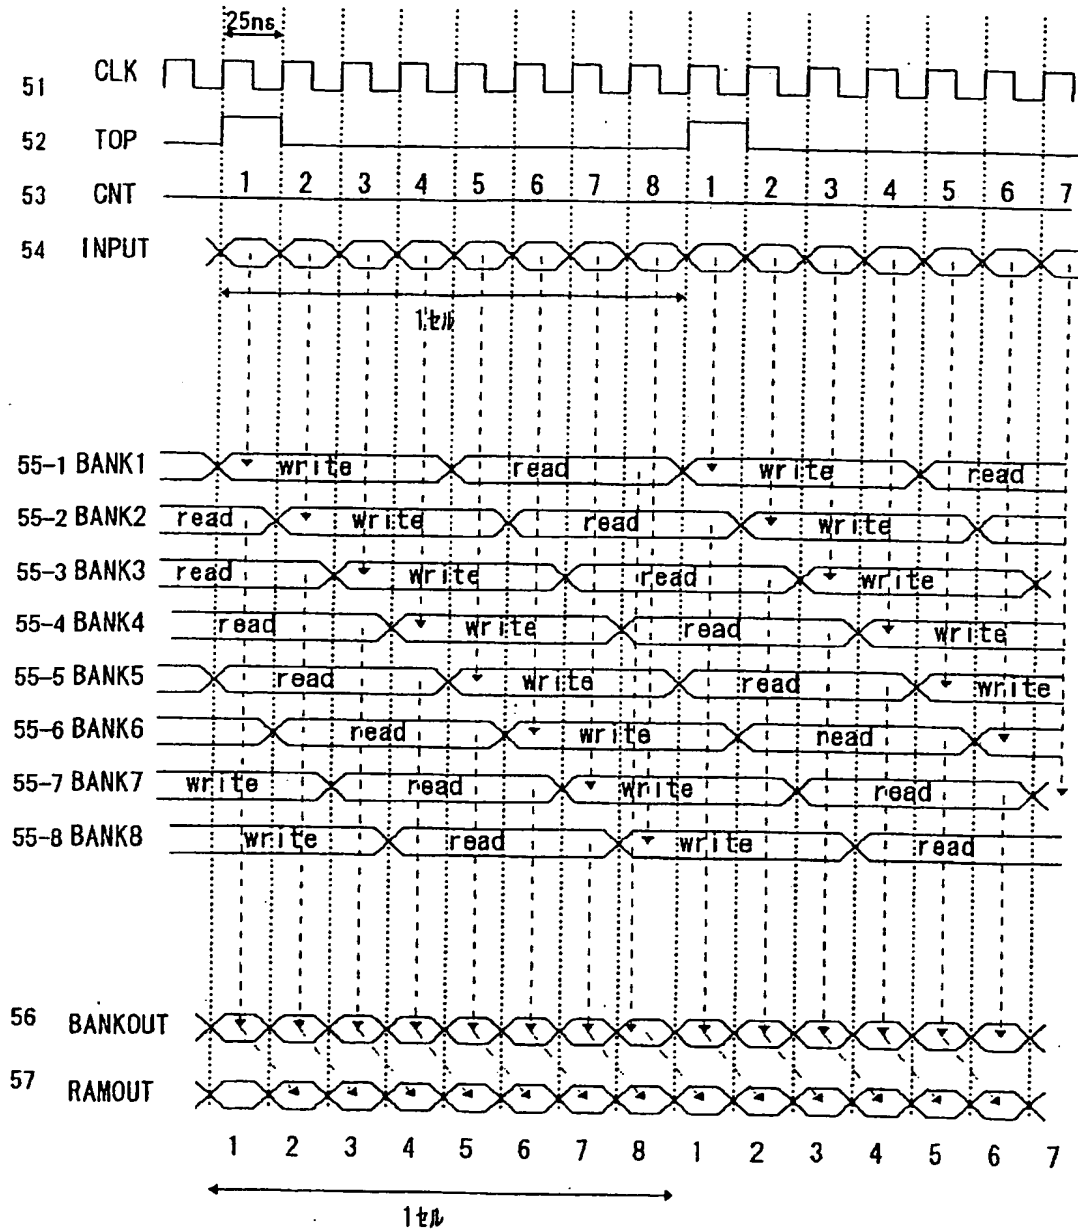 25ns
51 CLK
52 TOP
53 CNT 1 2 3 4 5 6 7 8 1 2 3 4 5 6 7
54 INPUT
1セル
55-1 BANK1 write read write read
55-2 BANK2 read write read write
55-3 BANK3 read write read write
55-4 BANK4 read write read write
55-5 BANK5 read write read write
55-6 BANK6 read write read
55-7 BANK7 write read write read
55-8 BANK8 write read write read
56 BANKOUT
57 RAMOUT
1 2 3 4 5 6 7 8 1 2 3 4 5 6 7
1セル